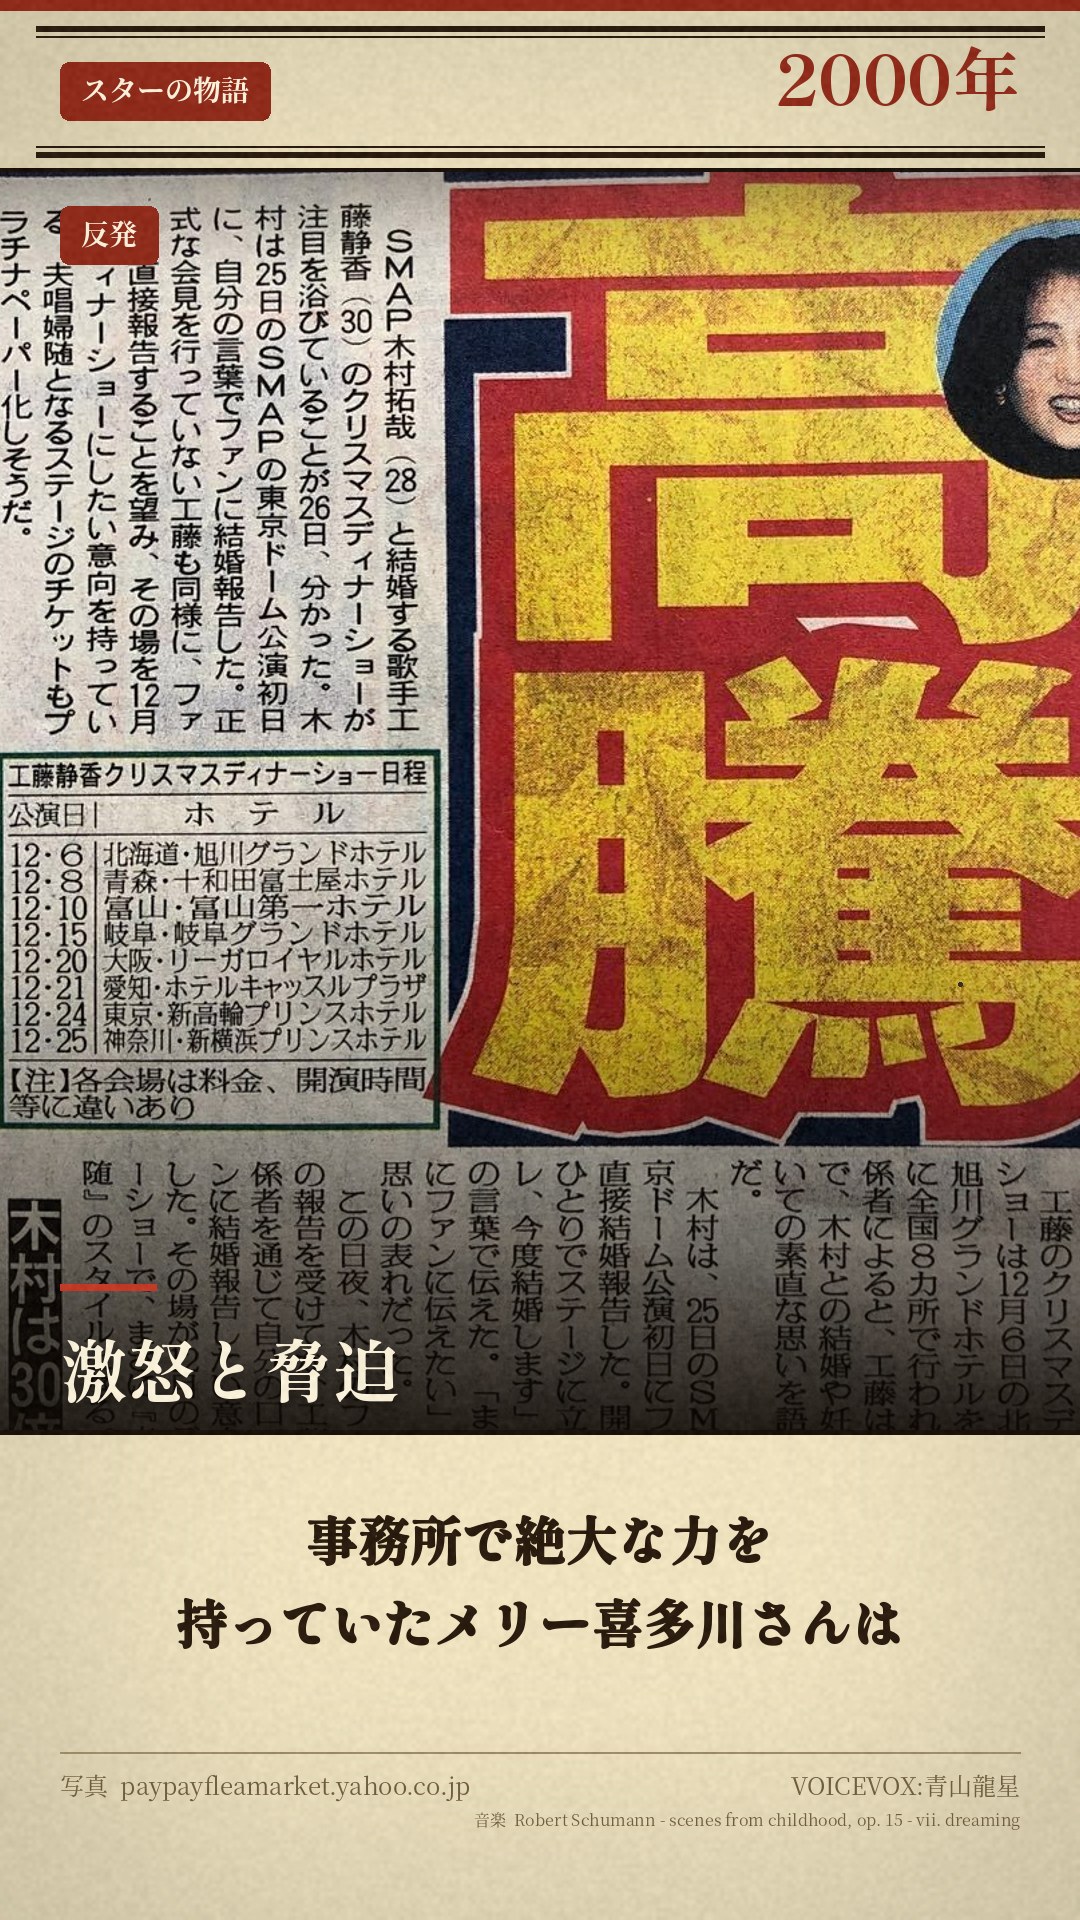 スターの物語
2000年
反発
SMAP木村拓哉（28）と結婚する歌手工
藤静香（30）のクリスマスディナーショーが
注目を浴びていることが26日、分かった。木
村は25日のSMAPの東京ドーム公演初日
に、自分の言葉でファンに結婚報告した。正
式な会見を行っていない工藤も同様に、ファ
直接報告することを望み、その場を12月
ィナーショーにしたい意向を持ってい
る 夫唱婦随となるステージのチケットもプ
ラチナペーパー化しそうだ。
高騰
工藤静香クリスマスディナーショー日程
公演日 ホテル
12・6 北海道・旭川グランドホテル
12・8 青森・十和田富士屋ホテル
12・10 富山・富山第一ホテル
12・15 岐阜・岐阜グランドホテル
12・20 大阪・リーガロイヤルホテル
12・21 愛知・ホテルキャッスルプラザ
12・24 東京・新高輪プリンスホテル
12・25 神奈川・新横浜プリンスホテル
【注】各会場は料金、開演時間
等に違いあり
工藤のクリスマスデ
ショーは12月6日の北
旭川グランドホテルを
に全国8カ所で行われ
係者によると、工藤は
で、木村との結婚や妊
いての素直な思いを語
だ。
木村は、25日のSM
京ドーム公演初日にフ
直接結婚報告した。開
ひとりでステージに立
レ、今度結婚します」
の言葉で伝えた。「ま
にファンに伝えたい」
思いの表れだった。
この日夜、木
の報告を受け
係者を通じて自
ンに結婚報告し
した。その場が
ーショーで、ま
随』のスタイル
木村は30
激怒と脅迫
事務所で絶大な力を
持っていたメリー喜多川さんは
写真 paypayfleamarket.yahoo.co.jp
VOICEVOX:青山龍星
音楽 Robert Schumann - scenes from childhood, op. 15 - vii. dreaming